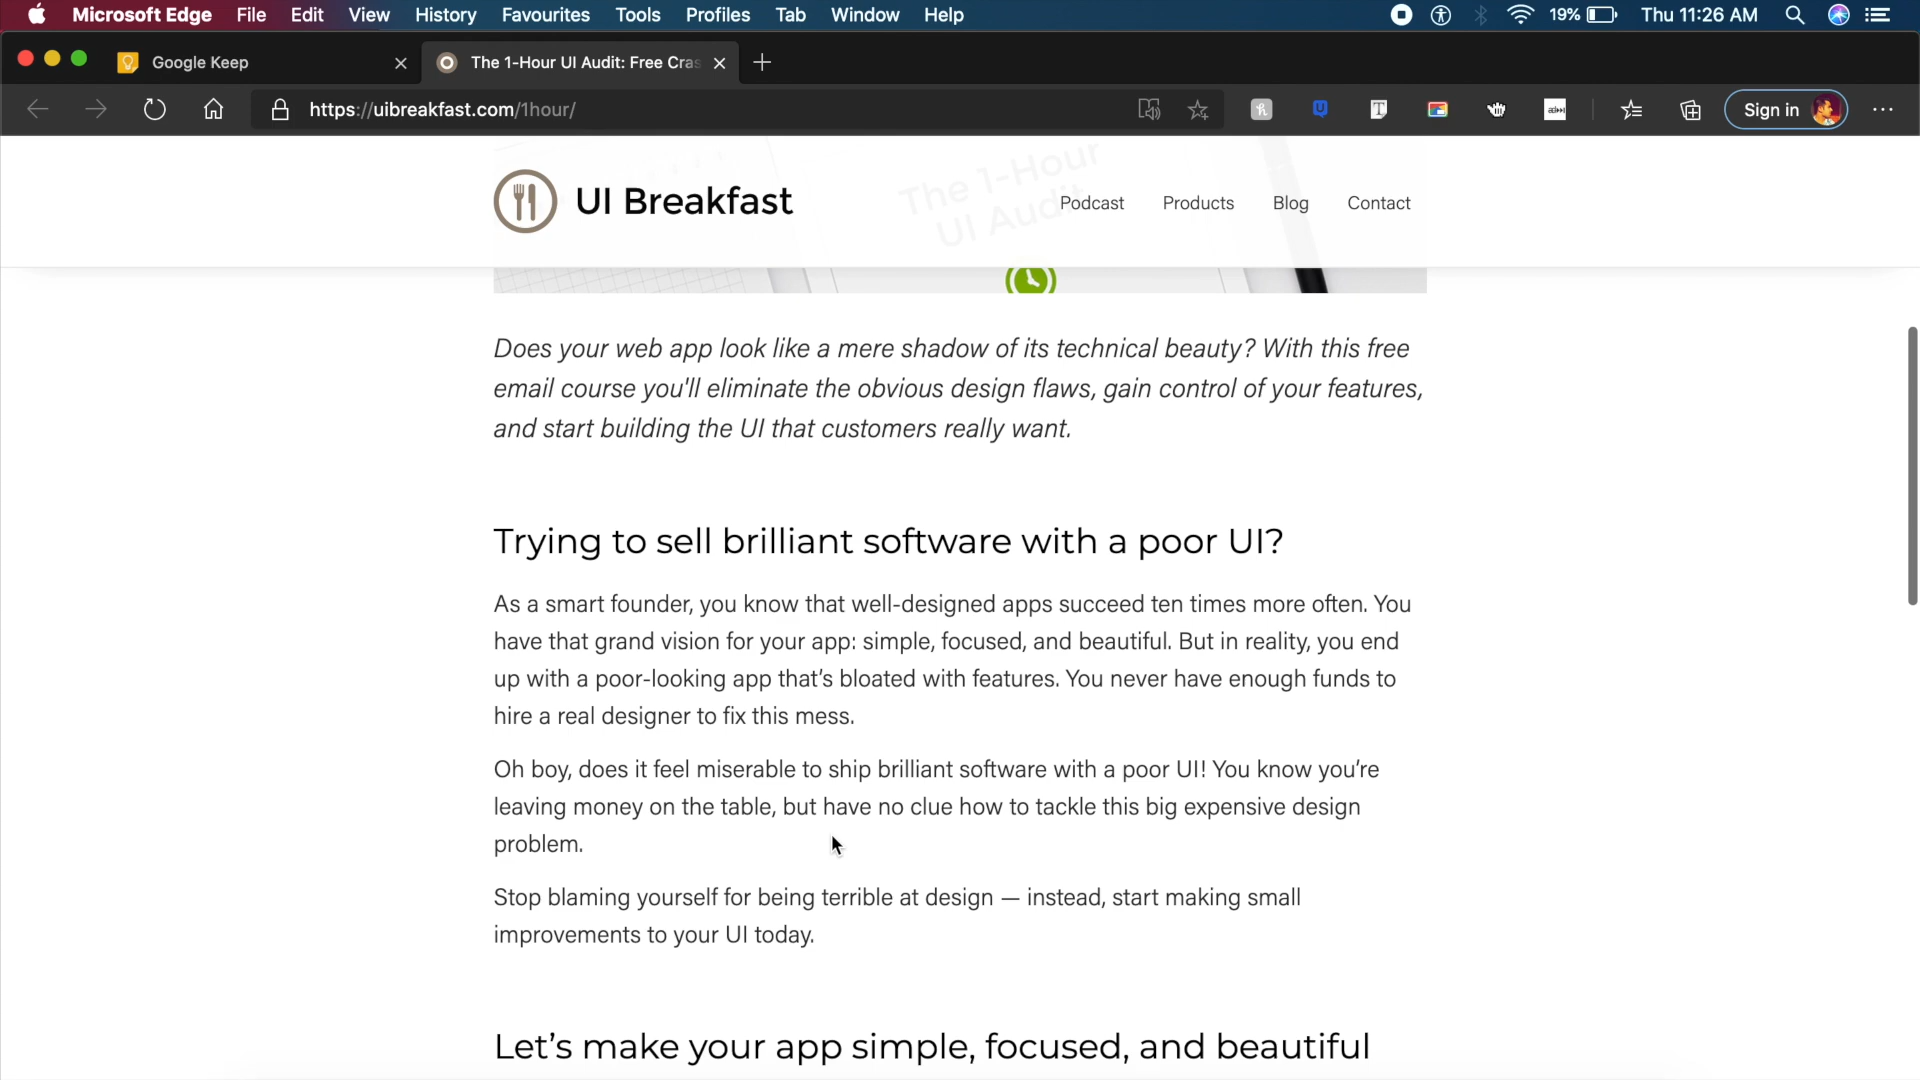 Microsoft Edge File Edit View History Favourites Tools Profiles Tab Window Help 19% Thu 11:26 AM
Google Keep The 1-Hour UI Audit: Free Cras
https://uibreakfast.com/1hour/ Sign in
The 1-Hour
UI Audit
UI Breakfast Podcast Products Blog Contact
Does your web app look like a mere shadow of its technical beauty? With this free
email course you'll eliminate the obvious design flaws, gain control of your features,
and start building the UI that customers really want.
Trying to sell brilliant software with a poor UI?
As a smart founder, you know that well-designed apps succeed ten times more often. You
have that grand vision for your app: simple, focused, and beautiful. But in reality, you end
up with a poor-looking app that’s bloated with features. You never have enough funds to
hire a real designer to fix this mess.
Oh boy, does it feel miserable to ship brilliant software with a poor UI! You know you’re
leaving money on the table, but have no clue how to tackle this big expensive design
problem.
Stop blaming yourself for being terrible at design — instead, start making small
improvements to your UI today.
Let’s make your app simple, focused, and beautiful